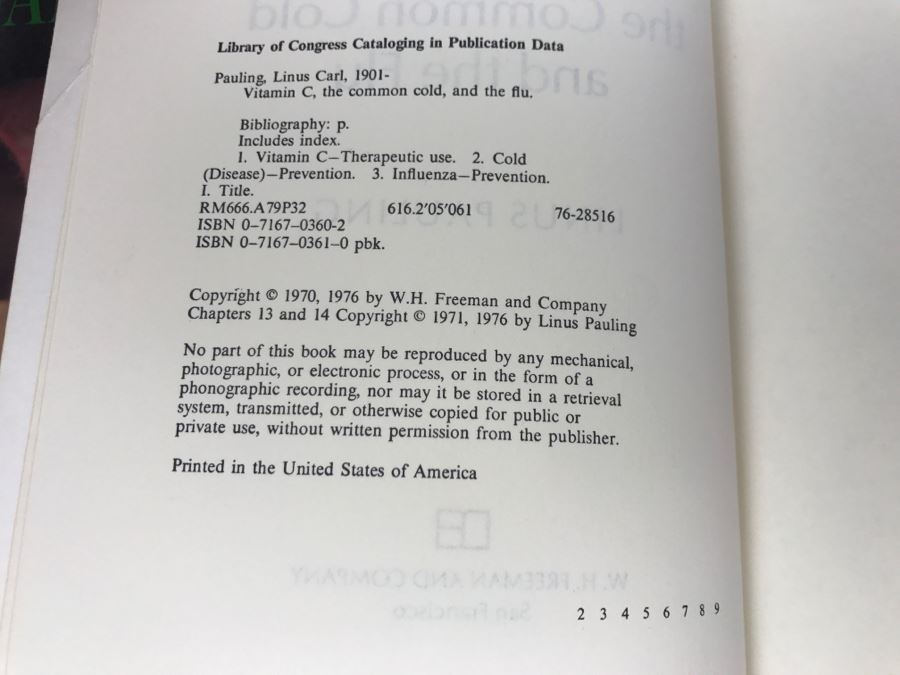 Library of Congress Cataloging in Publication Data
Pauling, Linus Carl, 1901-
Vitamin C, the common cold, and the flu.
Bibliography: p.
Includes index.
1. Vitamin C—Therapeutic use. 2. Cold
(Disease)—Prevention. 3. Influenza—Prevention.
I. Title.
RM666.A79P32 616.2'05'061 76-28516
ISBN 0-7167-0360-2
ISBN 0-7167-0361-0 pbk.
Copyright © 1970, 1976 by W.H. Freeman and Company
Chapters 13 and 14 Copyright © 1971, 1976 by Linus Pauling
No part of this book may be reproduced by any mechanical,
photographic, or electronic process, or in the form of a
phonographic recording, nor may it be stored in a retrieval
system, transmitted, or otherwise copied for public or
private use, without written permission from the publisher.
Printed in the United States of America
2 3 4 5 6 7 8 9